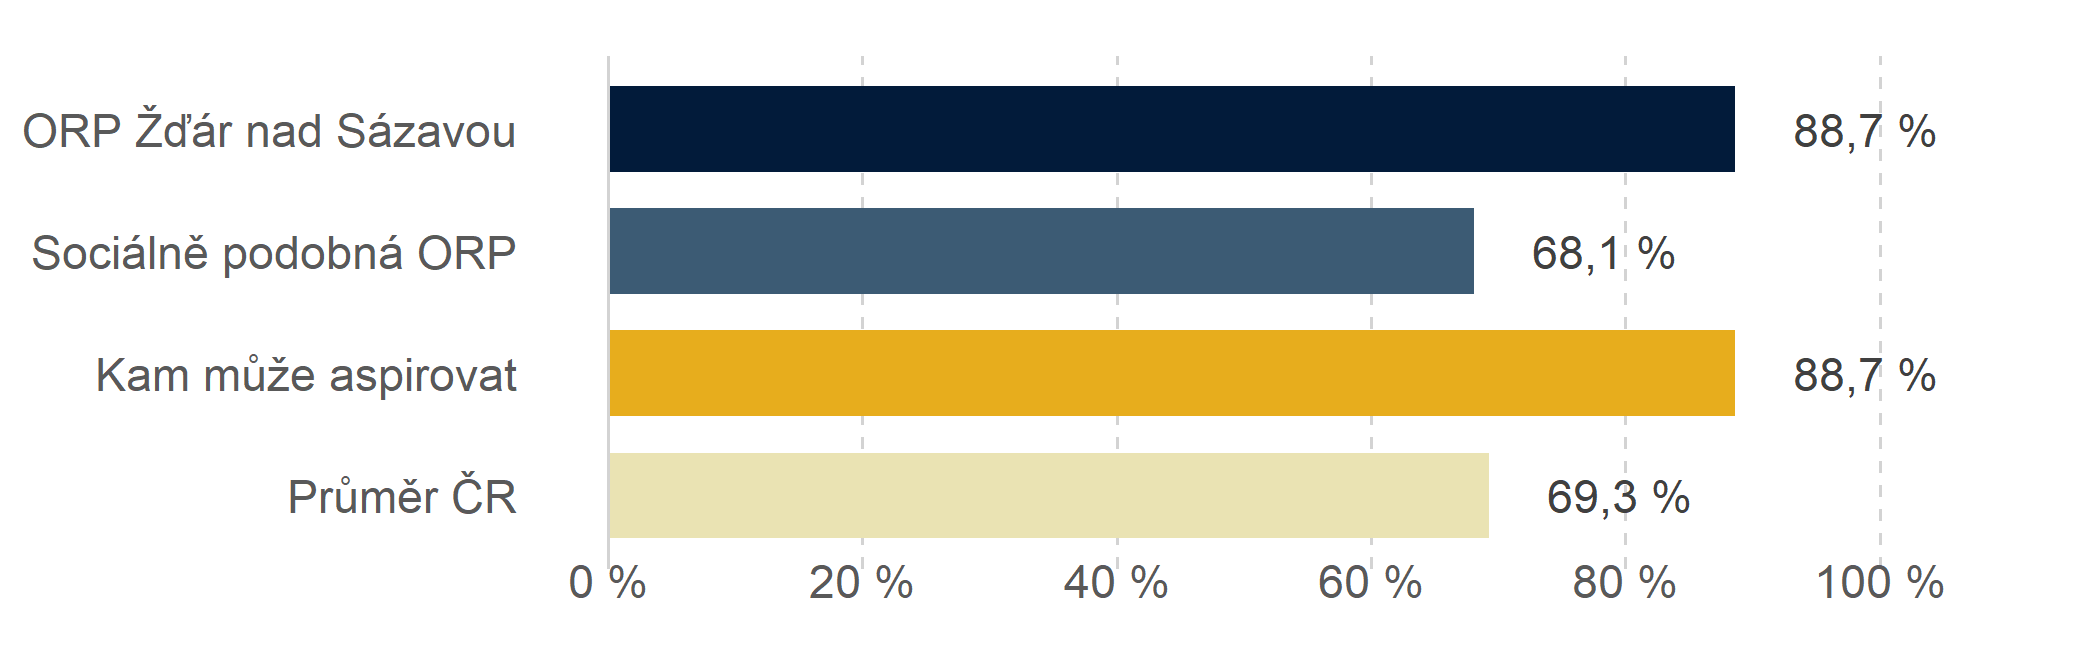 ORP Žďár nad Sázavou 88,7 %
Sociálně podobná ORP 68,1 %
Kam může aspirovat 88,7 %
Průměr ČR 69,3 %
0 % 20 % 40 % 60 % 80 % 100 %